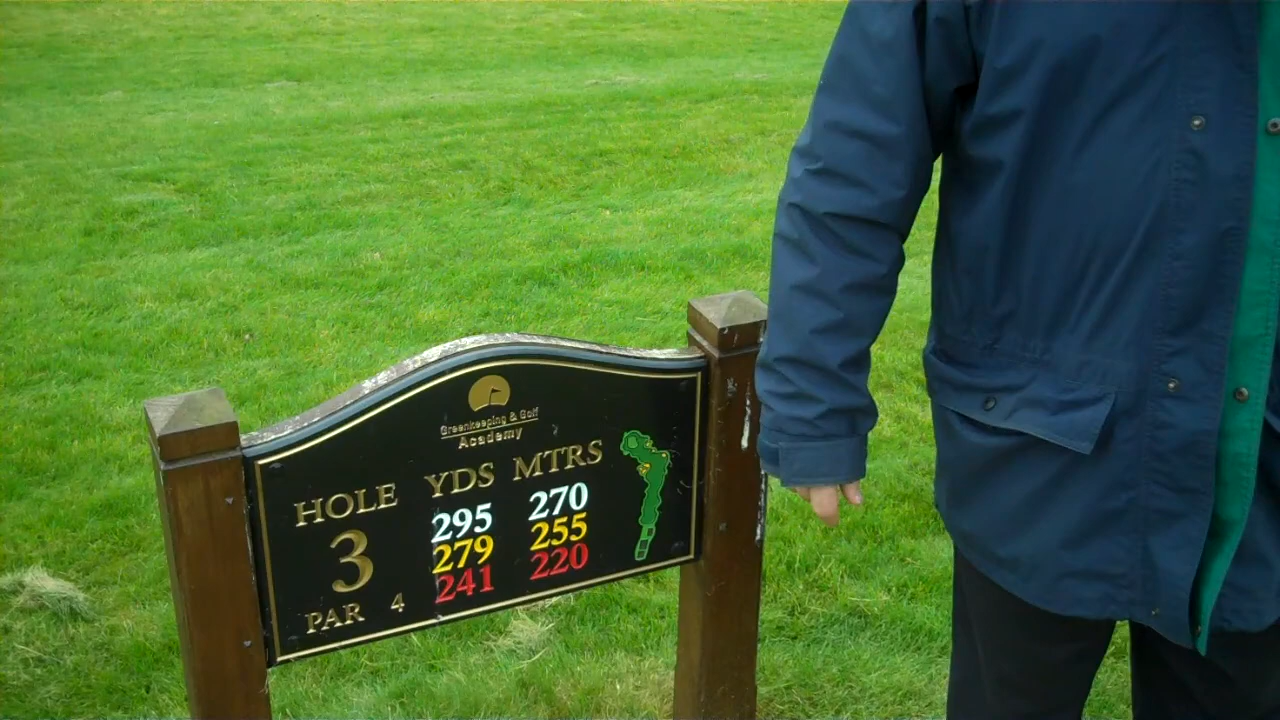 Greenkeeping & Golf
Academy
HOLE YDS MTRS
3 295 270
279 255
241 220
PAR 4